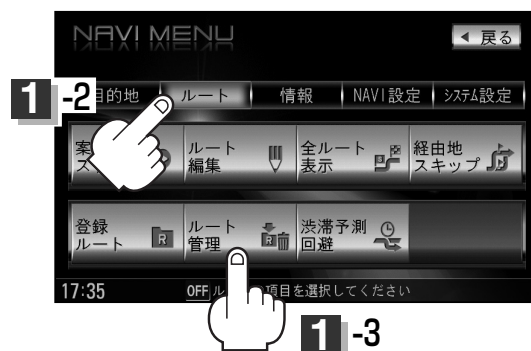 NAVI MENU
戻る
1-2
目的地 ルート 情報 NAVI設定 システム設定
ルート
編集
全ルート
表示
経由地
スキップ
登録
ルート
R
ルート
管理
R
渋滞予測
回避
17:35 OFF 項目を選択してください
1-3